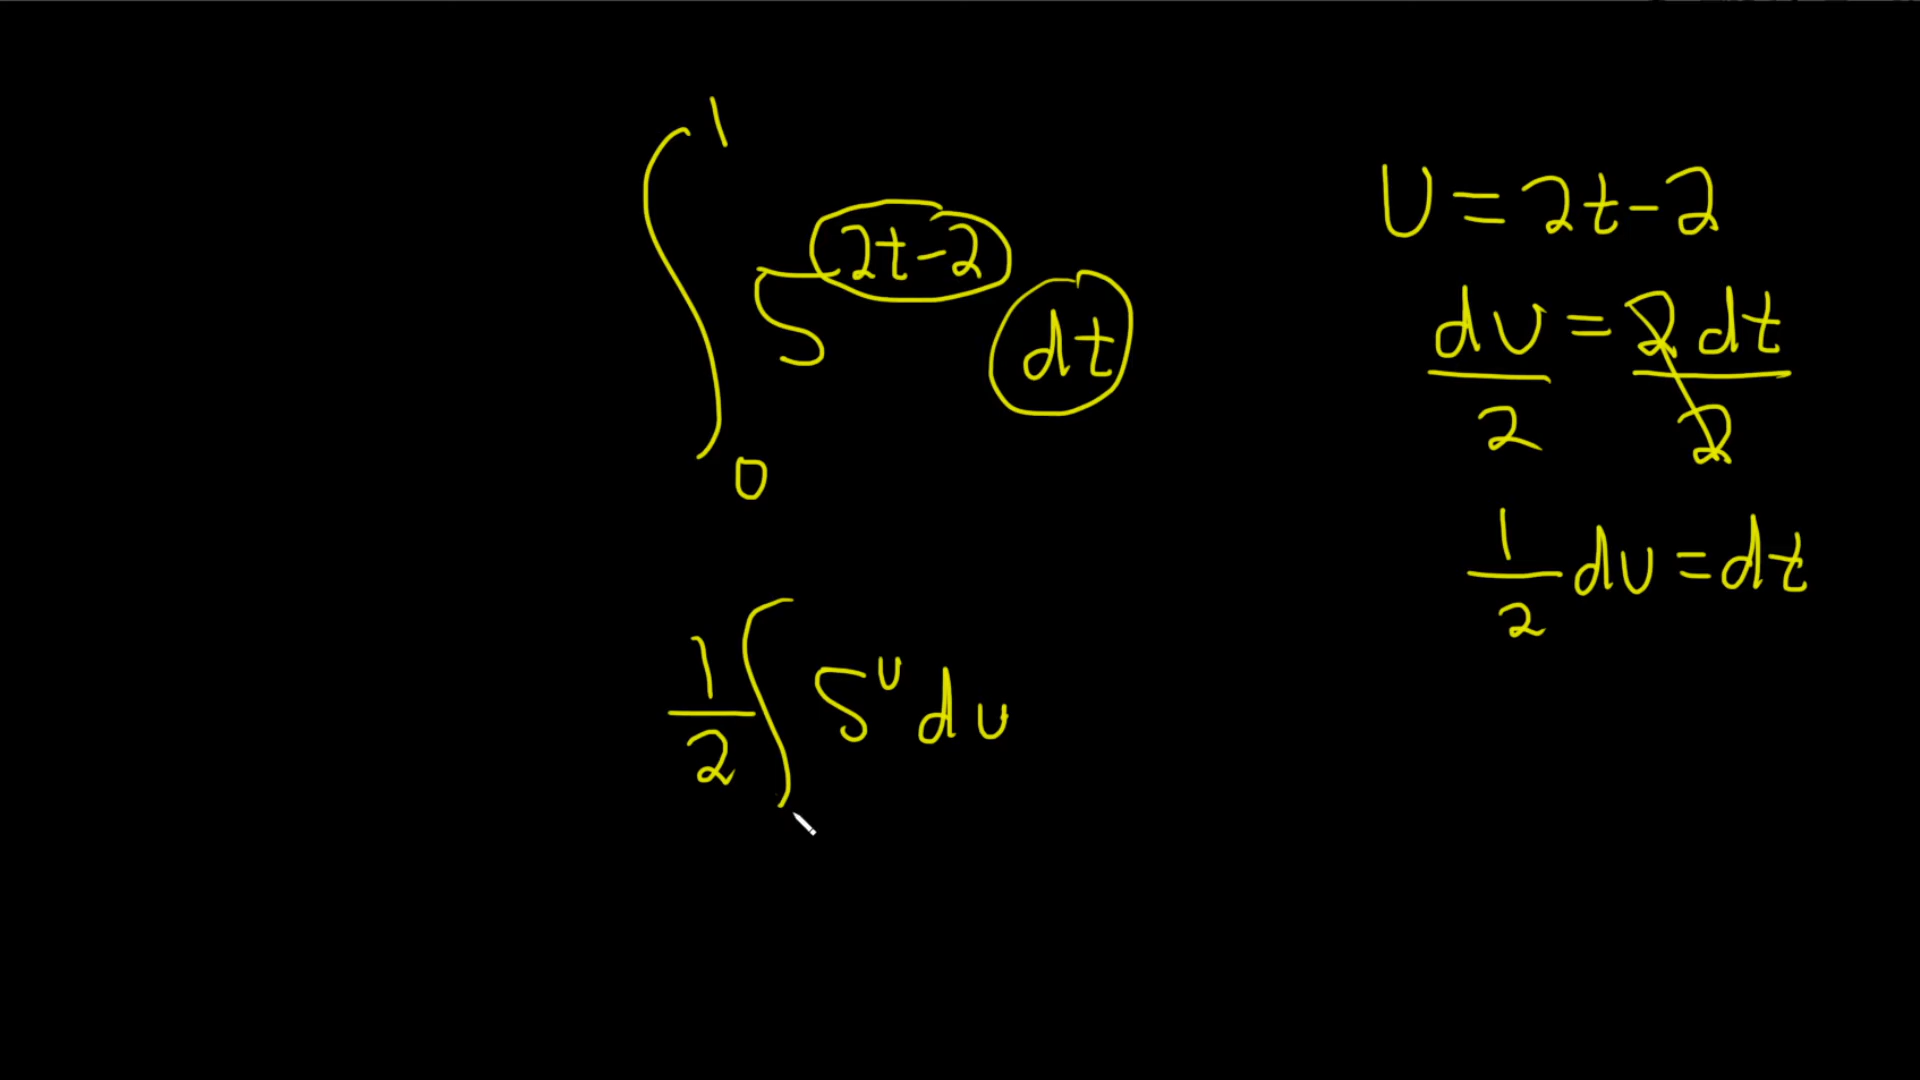 ∫₀¹ 5^(2t-2) dt
1/2 ∫ 5^u du
u = 2t-2
du/2 = 2dt/2
1/2 du = dt